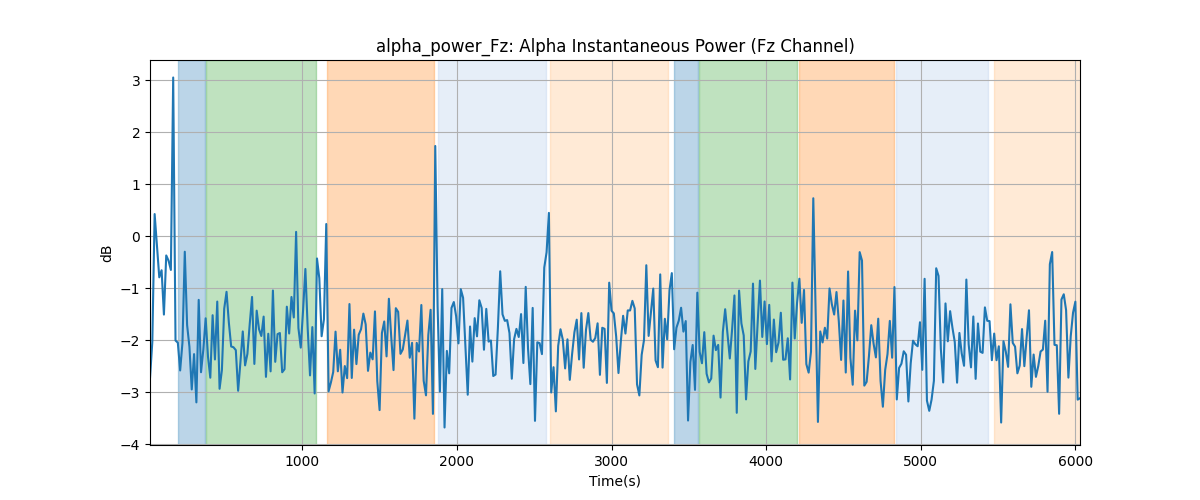 alpha_power_Fz: Alpha Instantaneous Power (Fz Channel)
3
2
1
0
−1
−2
−3
−4
dB
1000 2000 3000 4000 5000 6000
Time(s)